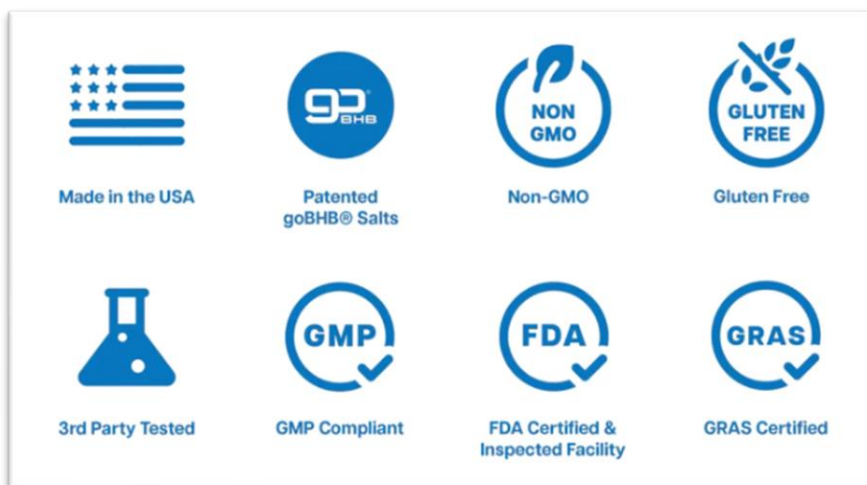 go®
BHB
NON
GMO
GLUTEN
FREE
Made in the USA
Patented
goBHB® Salts
Non-GMO
Gluten Free
GMP
FDA
GRAS
3rd Party Tested
GMP Compliant
FDA Certified &
Inspected Facility
GRAS Certified